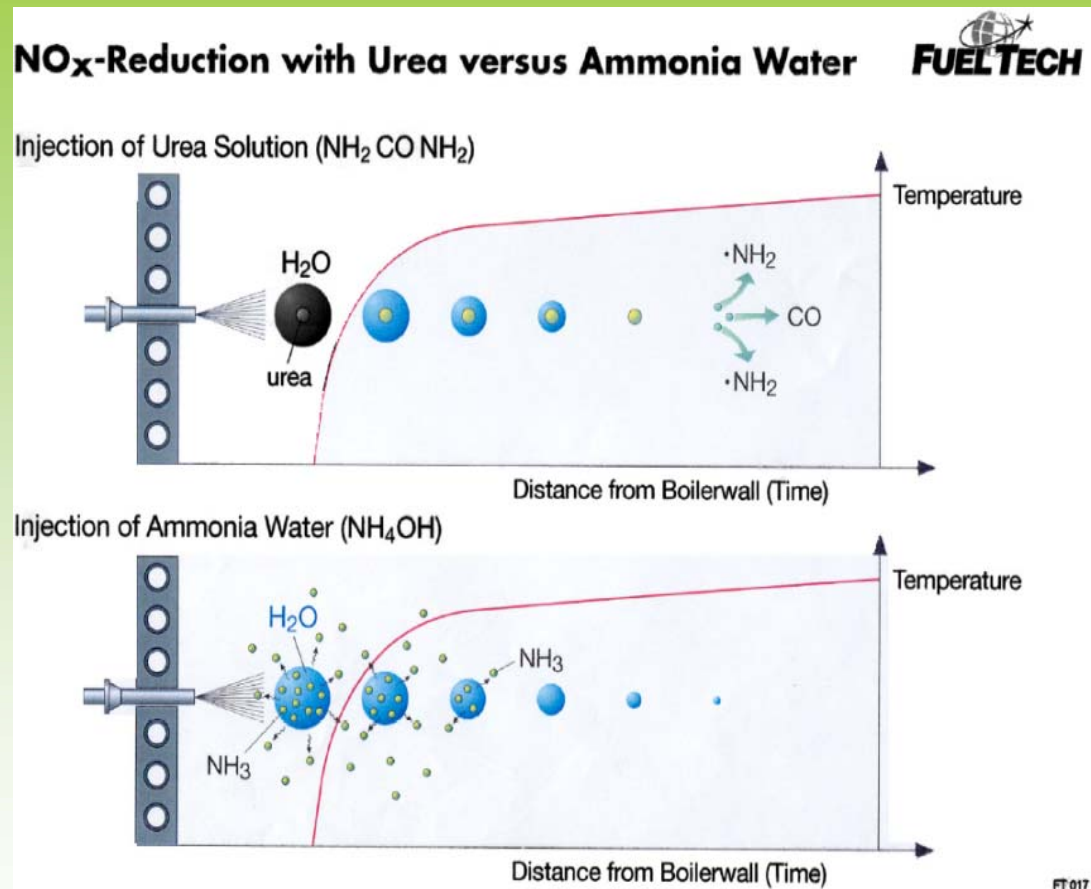 NOx-Reduction with Urea versus Ammonia Water
FUEL TECH
Injection of Urea Solution (NH2 CO NH2)
Temperature
·NH2
H2O
CO
urea
·NH2
Distance from Boilerwall (Time)
Injection of Ammonia Water (NH4OH)
Temperature
H2O
NH3
NH3
Distance from Boilerwall (Time)
FT 017